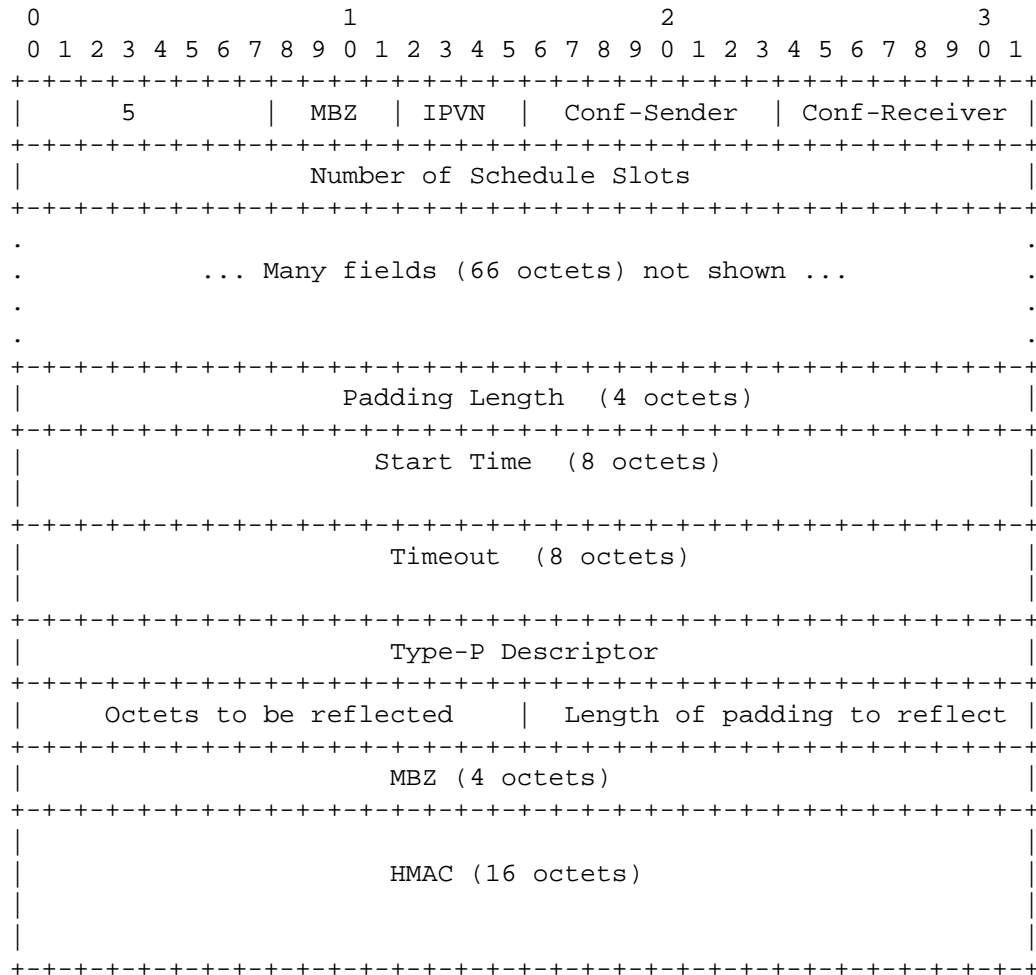 0                   1                   2                   3
0 1 2 3 4 5 6 7 8 9 0 1 2 3 4 5 6 7 8 9 0 1 2 3 4 5 6 7 8 9 0 1
+-+-+-+-+-+-+-+-+-+-+-+-+-+-+-+-+-+-+-+-+-+-+-+-+-+-+-+-+-+-+-+-+
|      5        |  MBZ  | IPVN  |  Conf-Sender  | Conf-Receiver |
+-+-+-+-+-+-+-+-+-+-+-+-+-+-+-+-+-+-+-+-+-+-+-+-+-+-+-+-+-+-+-+-+
|                  Number of Schedule Slots                     |
+-+-+-+-+-+-+-+-+-+-+-+-+-+-+-+-+-+-+-+-+-+-+-+-+-+-+-+-+-+-+-+-+
.                                                               .
.           ... Many fields (66 octets) not shown ...           .
.                                                               .
.                                                               .
+-+-+-+-+-+-+-+-+-+-+-+-+-+-+-+-+-+-+-+-+-+-+-+-+-+-+-+-+-+-+-+-+
|                    Padding Length  (4 octets)                 |
+-+-+-+-+-+-+-+-+-+-+-+-+-+-+-+-+-+-+-+-+-+-+-+-+-+-+-+-+-+-+-+-+
|                      Start Time  (8 octets)                   |
|                                                               |
+-+-+-+-+-+-+-+-+-+-+-+-+-+-+-+-+-+-+-+-+-+-+-+-+-+-+-+-+-+-+-+-+
|                       Timeout  (8 octets)                     |
|                                                               |
+-+-+-+-+-+-+-+-+-+-+-+-+-+-+-+-+-+-+-+-+-+-+-+-+-+-+-+-+-+-+-+-+
|                       Type-P Descriptor                       |
+-+-+-+-+-+-+-+-+-+-+-+-+-+-+-+-+-+-+-+-+-+-+-+-+-+-+-+-+-+-+-+-+
|     Octets to be reflected    |  Length of padding to reflect |
+-+-+-+-+-+-+-+-+-+-+-+-+-+-+-+-+-+-+-+-+-+-+-+-+-+-+-+-+-+-+-+-+
|                       MBZ (4 octets)                          |
+-+-+-+-+-+-+-+-+-+-+-+-+-+-+-+-+-+-+-+-+-+-+-+-+-+-+-+-+-+-+-+-+
|                                                               |
|                       HMAC (16 octets)                        |
|                                                               |
|                                                               |
+-+-+-+-+-+-+-+-+-+-+-+-+-+-+-+-+-+-+-+-+-+-+-+-+-+-+-+-+-+-+-+-+